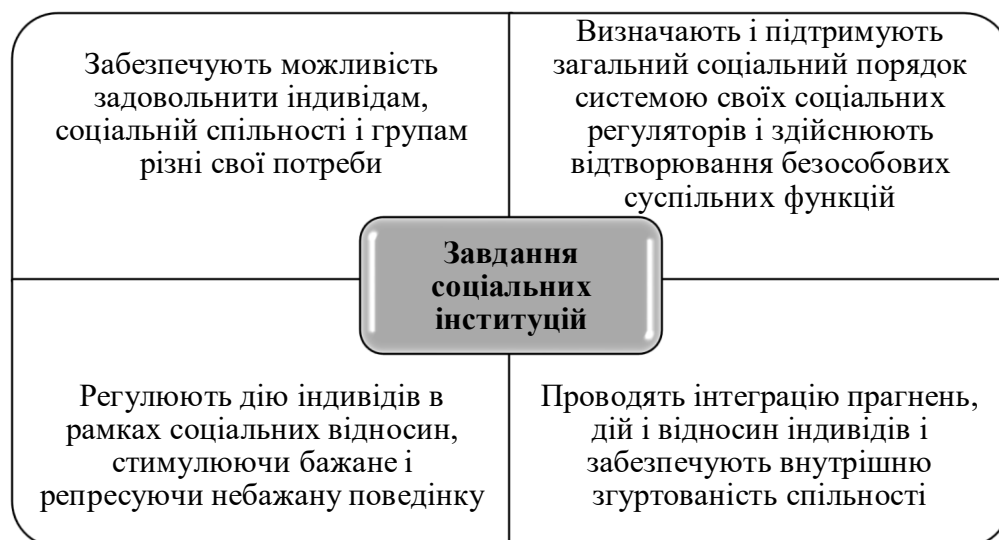 Забезпечують можливість
задовольнити індивідам,
соціальній спільності і групам
різні свої потреби
Визначають і підтримують
загальний соціальний порядок
системою своїх соціальних
регуляторів і здійснюють
відтворювання безособових
суспільних функцій
Завдання
соціальних
інституцій
Регулюють дію індивідів в
рамках соціальних відносин,
стимулюючи бажане і
репресуючи небажану поведінку
Проводять інтеграцію прагнень,
дій і відносин індивідів і
забезпечують внутрішню
згуртованість спільності